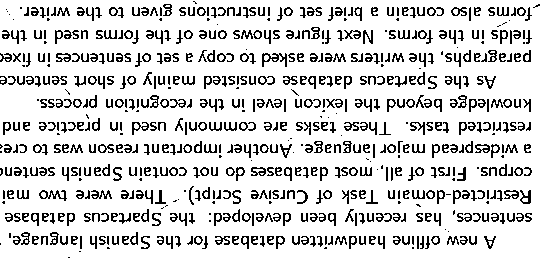 A new offline handwritten database for the Spanish language,
sentences, has recently been developed: the Spartacus database
Restricted-domain Task of Cursive Script). There were two mai
corpus. First of all, most databases do not contain Spanish senten
a widespread major language. Another important reason was to crea
restricted tasks. These tasks are commonly used in practice and
knowledge beyond the lexicon level in the recognition process.
As the Spartacus database consisted mainly of short sentence
paragraphs, the writers were asked to copy a set of sentences in fixe
fields in the forms. Next figure shows one of the forms used in the
forms also contain a brief set of instructions given to the writer.